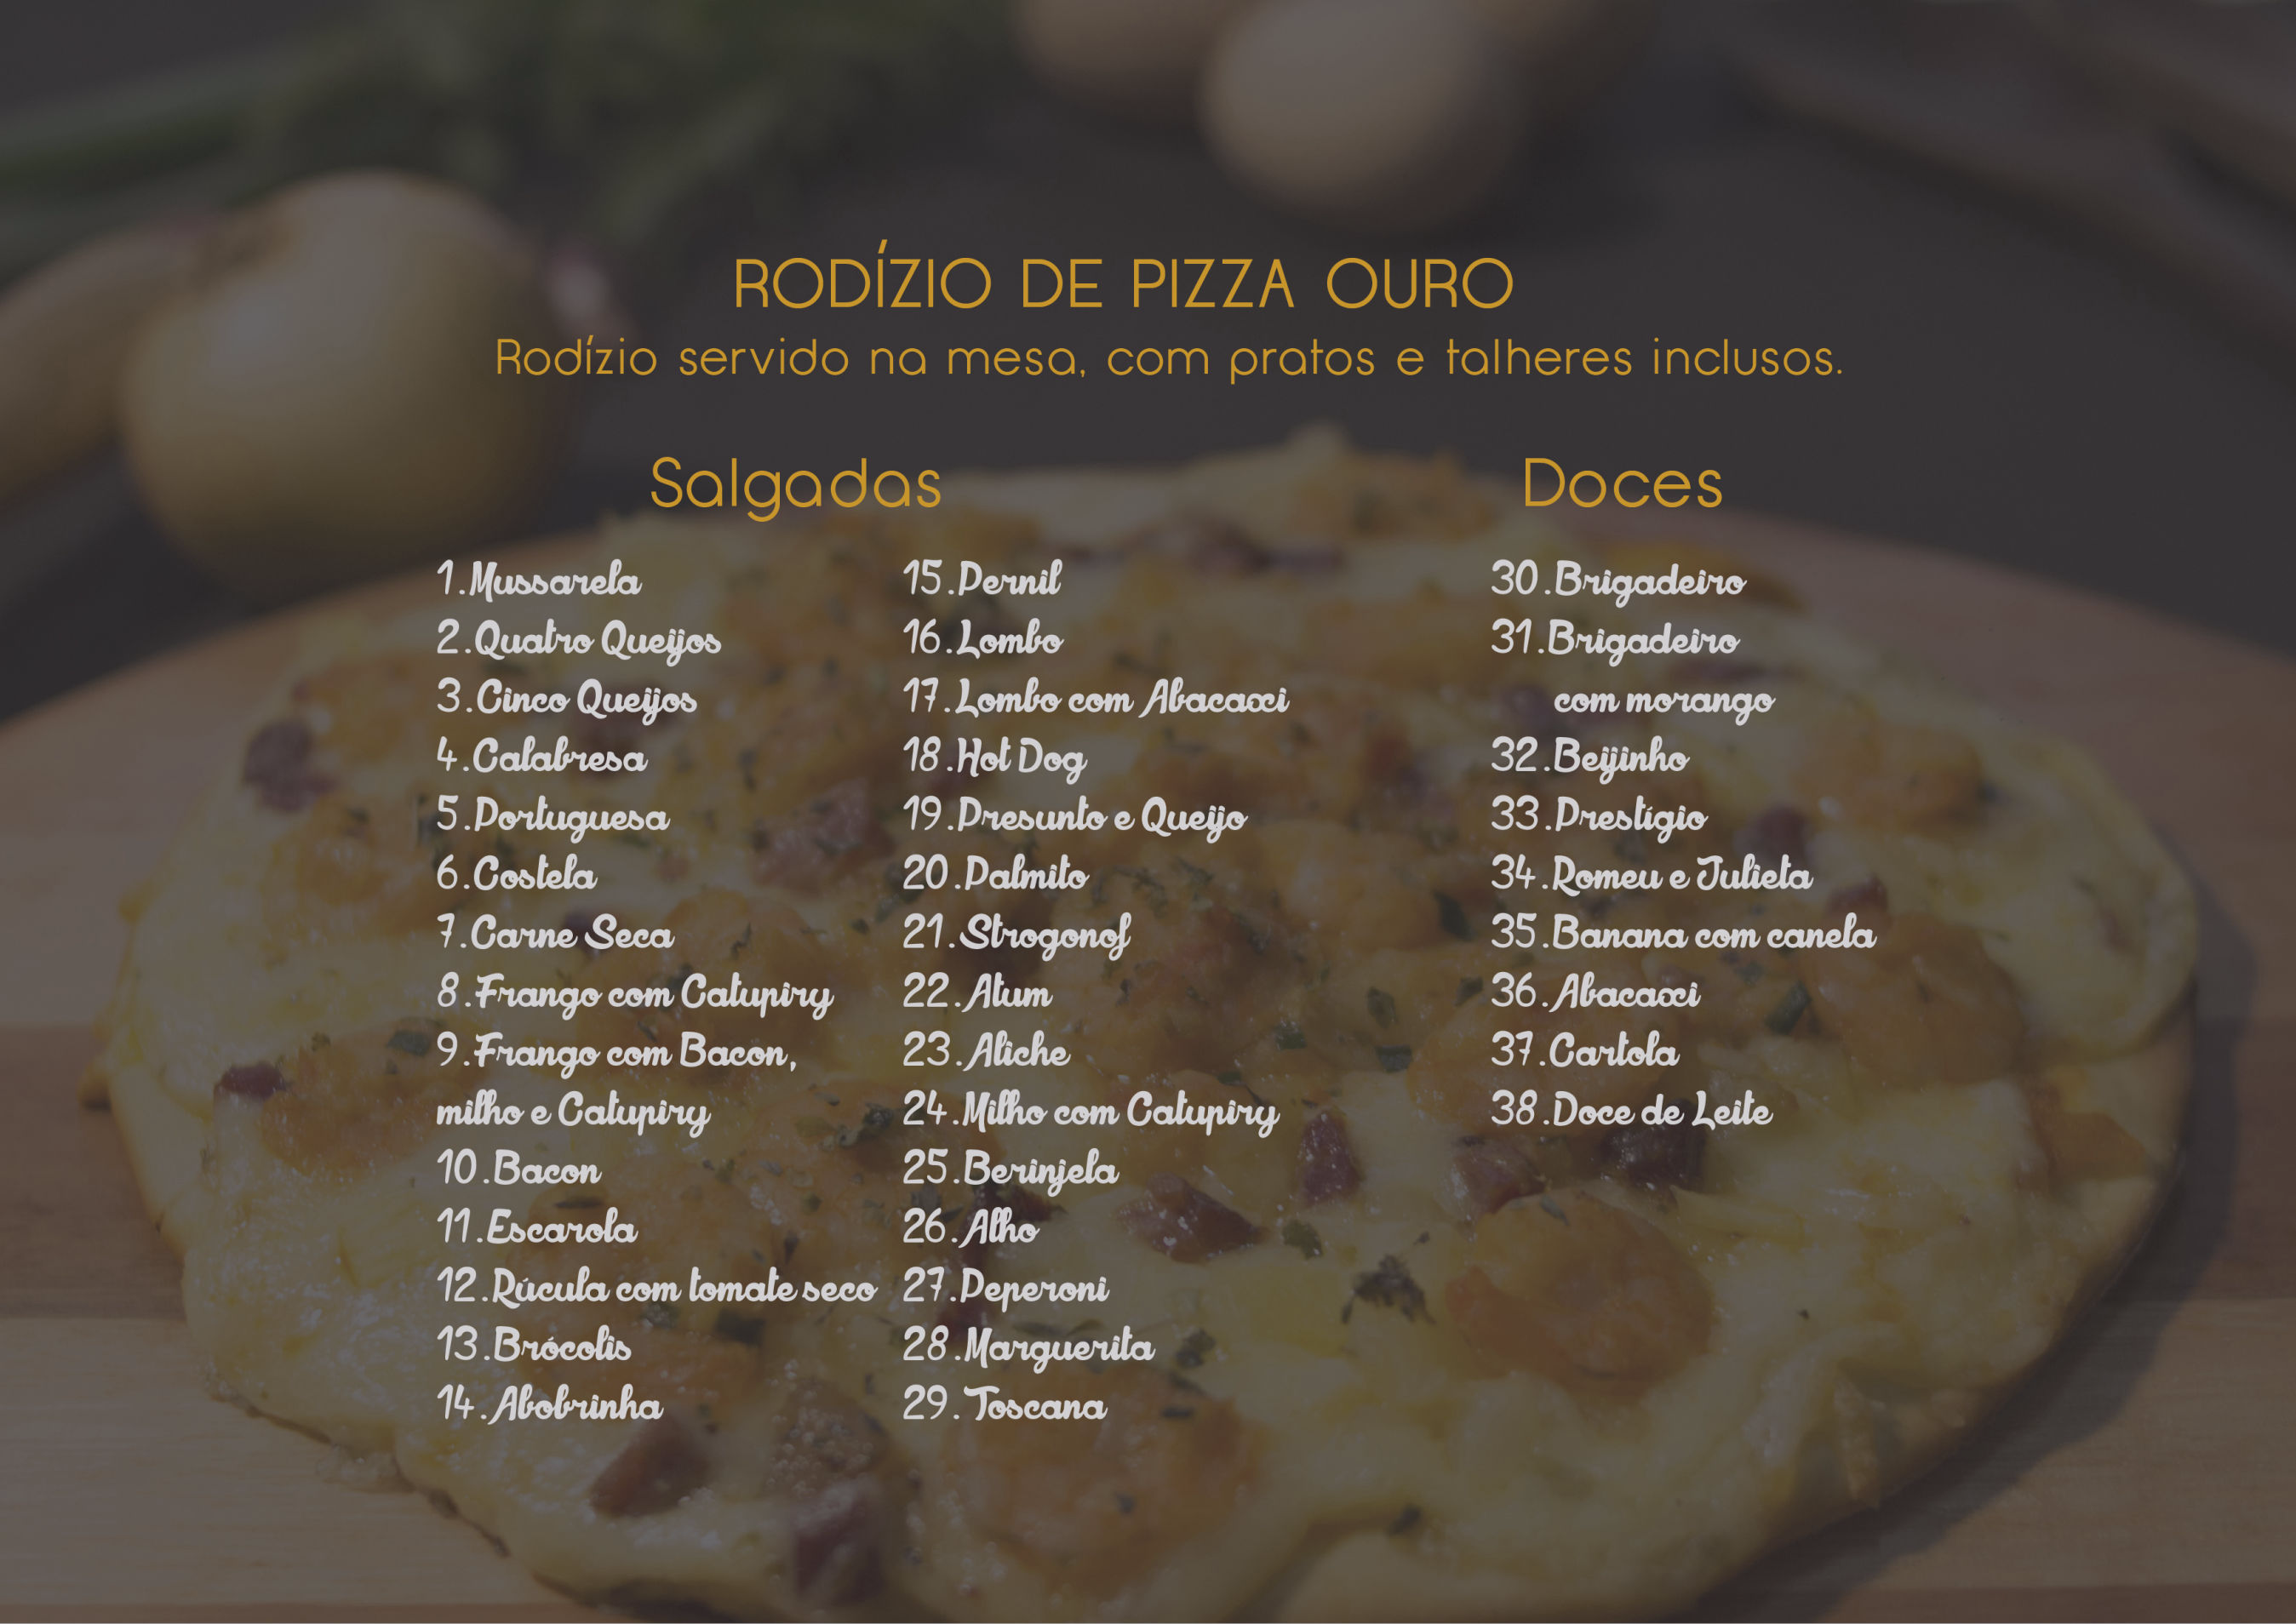 RODÍZIO DE PIZZA OURO
Rodízio servido na mesa, com pratos e talheres inclusos.
Salgadas
1.Mussarela
2.Quatro Queijos
3.Cinco Queijos
4.Calabresa
5.Portuguesa
6.Costela
7.Carne Seca
8.Frango com Catupiry
9.Frango com Bacon,
milho e Catupiry
10.Bacon
11.Escarola
12.Rúcula com tomate seco
13.Brócolis
14.Abobrinha
15.Pernil
16.Lombo
17.Lombo com Abacaxi
18.Hot Dog
19.Presunto e Queijo
20.Palmito
21.Strogonof
22.Atum
23.Aliche
24.Milho com Catupiry
25.Berinjela
26.Alho
27.Peperoni
28.Marguerita
29.Toscana
Doces
30.Brigadeiro
31.Brigadeiro
com morango
32.Beijinho
33.Prestígio
34.Romeu e Julieta
35.Banana com canela
36.Abacaxi
37.Cartola
38.Doce de Leite